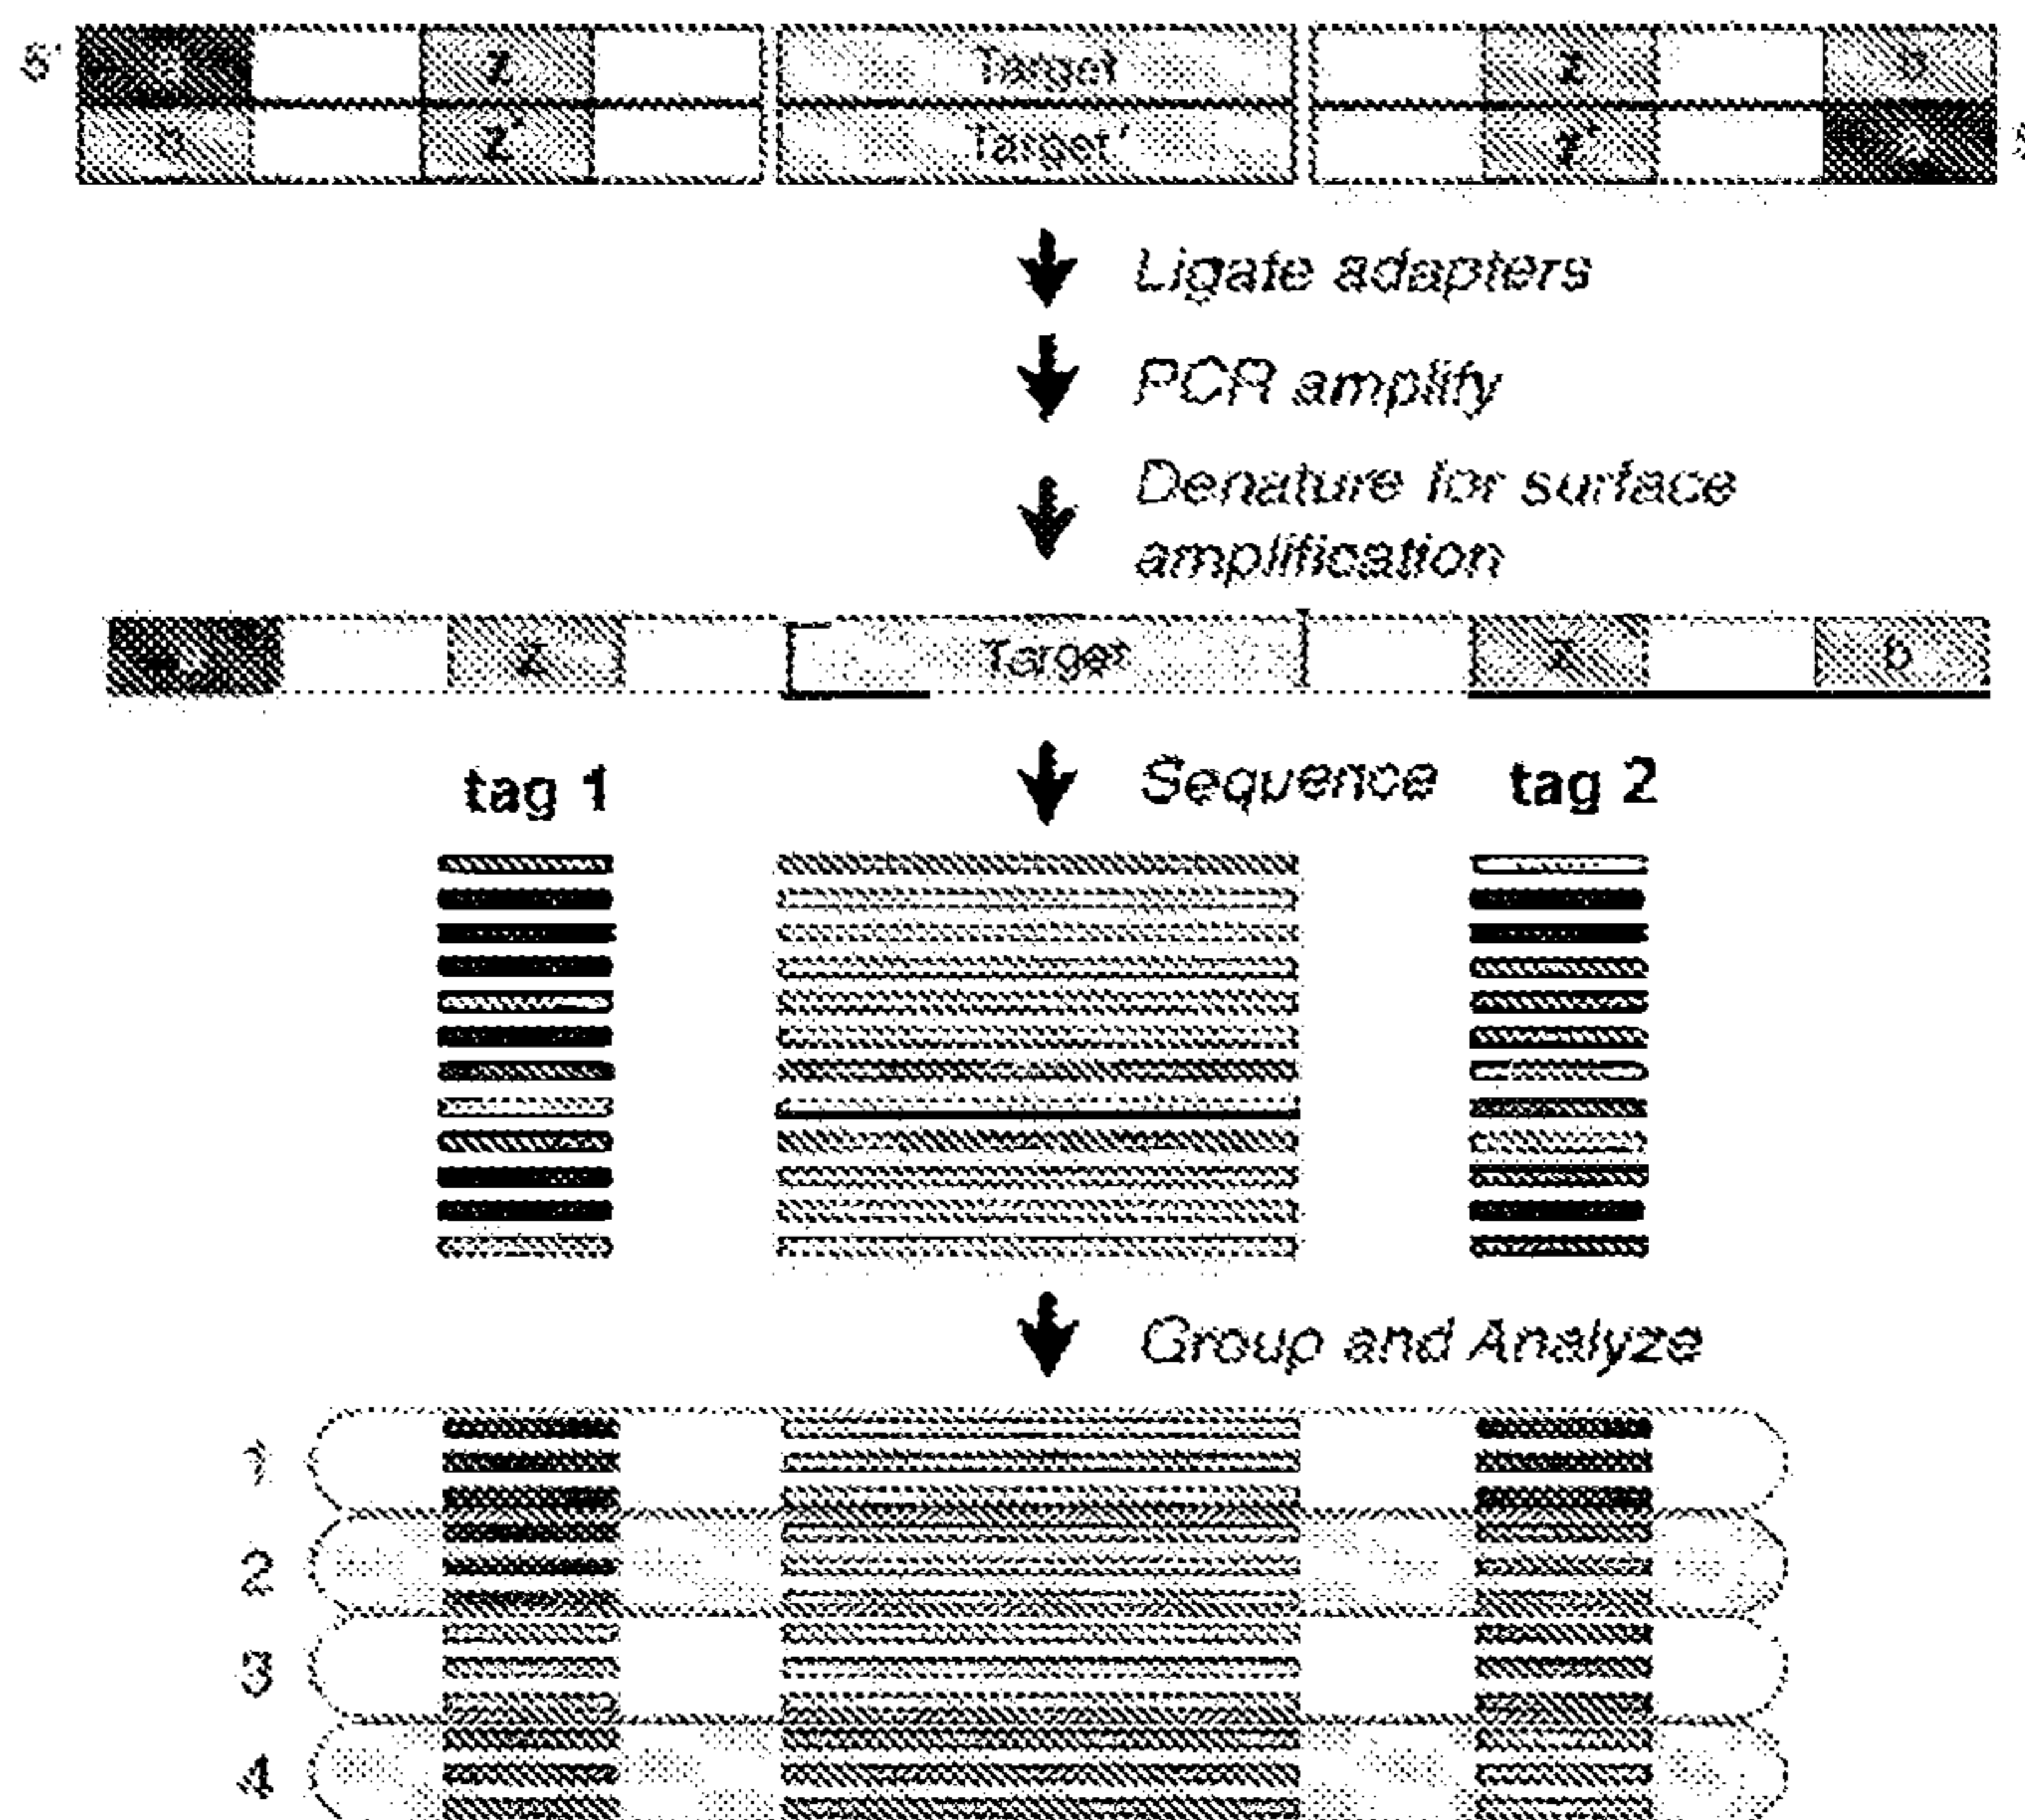 5'
z Target z
z' Target' z'
Ligate adapters
PCR amplify
Denature for surface
amplification
z Target z b
tag 1
Sequence
tag 2
Group and Analyze
1
2
3
4